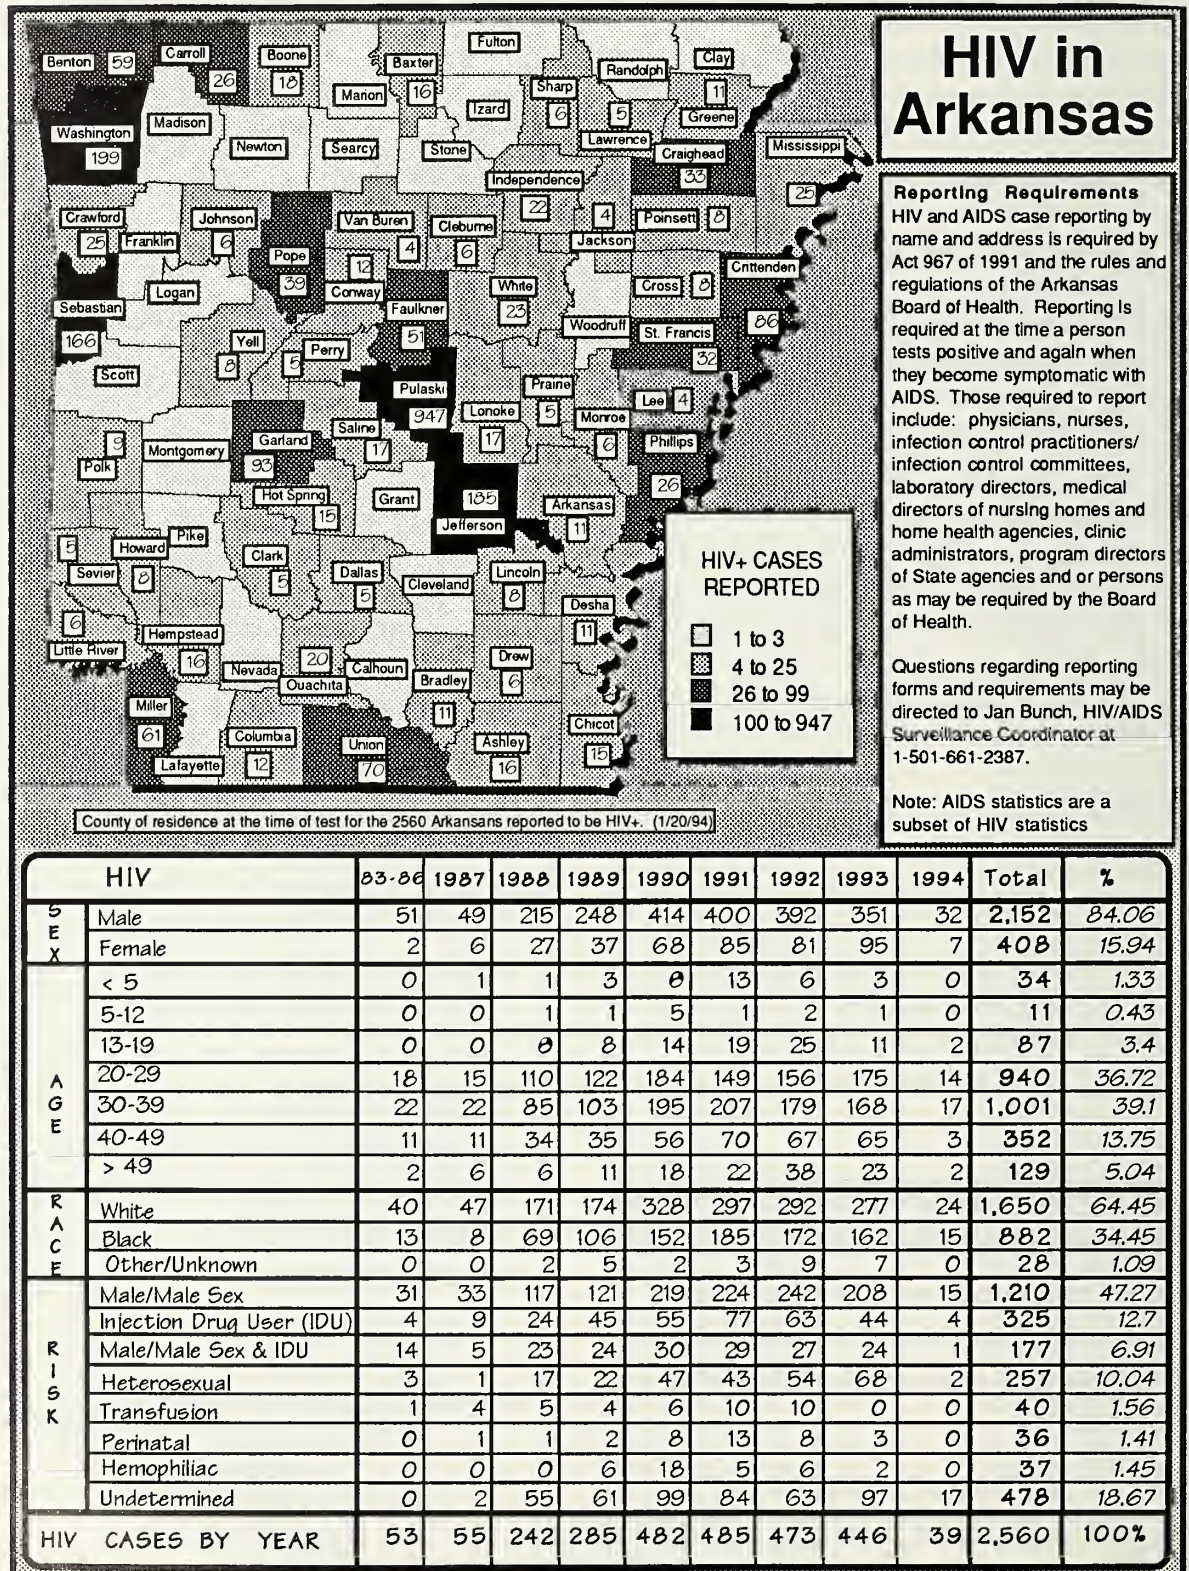 HIV in
Arkansas
Reporting Requirements
HIV and AIDS case reporting by
name and address is required by
Act 967 of 1991 and the rules and
regulations of the Arkansas
Board of Health. Reporting is
required at the time a person
tests positive and again when
they become symptomatic with
AIDS. Those required to report
include: physicians, nurses,
infection control practitioners/
infection control committees,
laboratory directors, medical
directors of nursing homes and
home health agencies, clinic
administrators, program directors
of State agencies and or persons
as may be required by the Board
of Health.
Questions regarding reporting
forms and requirements may be
directed to Jan Bunch, HIV/AIDS
Surveillance Coordinator at
1-501-661-2387.
Note: AIDS statistics are a
subset of HIV statistics
Benton 59
Carroll 26
Boone 18
Marion
Baxter 16
Fulton
Izard
Sharp 6
Randolph
Clay
5
Lawrence
11
Greene
Washington 199
Madison
Newton
Searcy
Stone
Independence 22
Craighead 33
Mississippi 25
Crawford 25
Franklin
Johnson 6
Pope 39
Van Buren 4
Cleburne 6
4
Jackson
Poinsett 8
Sebastian 166
Logan
12
Conway
Faulkner 51
White 23
Woodruff
Cross 8
Crittenden 86
St. Francis 32
Scott
Yell 8
Perry 5
Pulaski 947
Lonoke 17
Prairie 5
Monroe 6
Lee 4
Phillips 26
9
Polk
Montgomery
Garland 93
Saline 17
Hot Spring 15
Grant
185
Jefferson
Arkansas 11
5
Sevier
Howard 8
Pike
Clark 5
Dallas 5
Cleveland
Lincoln 8
Desha 11
6
Little River
Hempstead 16
Nevada
20
Ouachita
Calhoun
Bradley 11
Drew 6
Miller 61
Lafayette
Columbia 12
Union 70
Ashley 16
Chicot 15
HIV+ CASES
REPORTED
1 to 3
4 to 25
26 to 99
100 to 947
County of residence at the time of test for the 2560 Arkansans reported to be HIV+. (1/20/94)
HIV 83-86 1987 1988 1989 1990 1991 1992 1993 1994 Total %
SEX
Male 51 49 215 248 414 400 392 351 32 2,152 84.06
Female 2 6 27 37 68 85 81 95 7 408 15.94
AGE
< 5 0 1 1 3 13 6 3 0 34 1.33
5-12 0 0 1 1 5 1 2 1 0 11 0.43
13-19 0 0 8 8 14 19 25 11 2 87 3.4
20-29 18 15 110 122 184 149 156 175 14 940 36.72
30-39 22 22 85 103 195 207 179 168 17 1,001 39.1
40-49 11 11 34 35 56 70 67 65 3 352 13.75
> 49 2 6 6 11 18 22 38 23 2 129 5.04
RACE
White 40 47 171 174 328 297 292 277 24 1,650 64.45
Black 13 8 69 106 152 185 172 162 15 882 34.45
Other/Unknown 0 0 2 5 2 3 9 7 0 28 1.09
RISK
Male/Male Sex 31 33 117 121 219 224 242 208 15 1,210 47.27
Injection Drug User (IDU) 4 9 24 45 55 77 63 44 4 325 12.7
Male/Male Sex & IDU 14 5 23 24 30 29 27 24 1 177 6.91
Heterosexual 3 1 17 22 47 43 54 68 2 257 10.04
Transfusion 1 4 5 4 6 10 10 0 0 40 1.56
Perinatal 0 1 1 2 8 13 8 3 0 36 1.41
Hemophiliac 0 0 0 6 18 5 6 2 0 37 1.45
Undetermined 0 2 55 61 99 84 63 97 17 478 18.67
HIV CASES BY YEAR 53 55 242 285 482 485 473 446 39 2,560 100%